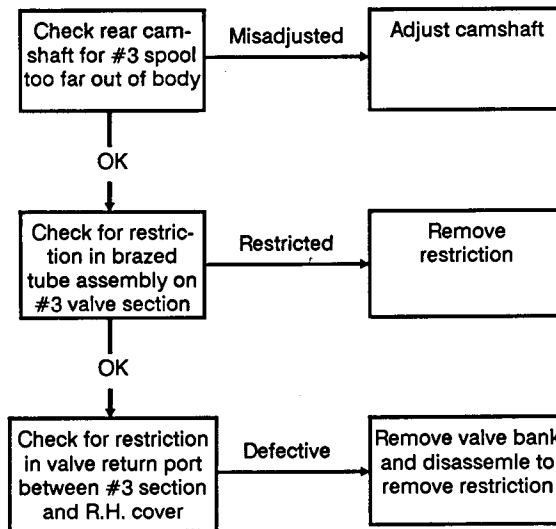 Check rear cam-
shaft for #3 spool
too far out of body
Misadjusted
Adjust camshaft
OK
Check for restric-
tion in brazed
tube assembly on
#3 valve section
Restricted
Remove
restriction
OK
Check for restriction
in valve return port
between #3 section
and R.H. cover
Defective
Remove valve bank
and disassemle to
remove restriction